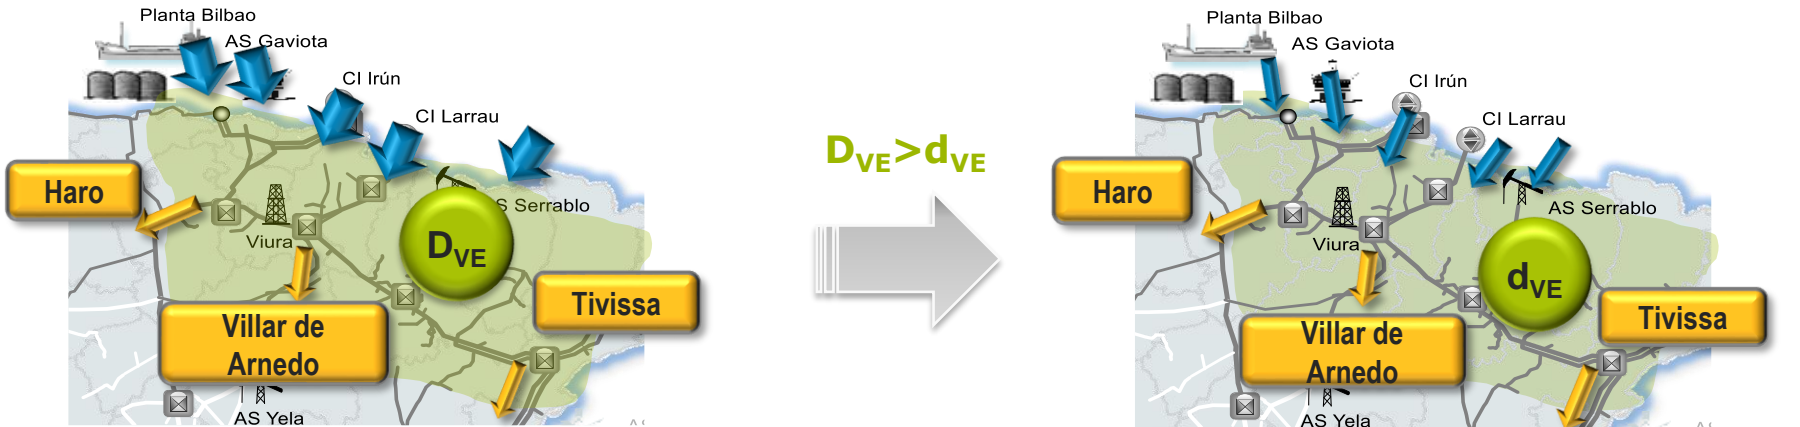 Planta Bilbao
AS Gaviota
CI Irún
CI Larrau
Haro
S Serrablo
Viura
DVE
Tivissa
Villar de
Arnedo
AS Yela
DVE>dVE
Planta Bilbao
AS Gaviota
CI Irún
CI Larrau
Haro
AS Serrablo
Viura
dVE
Tivissa
Villar de
Arnedo
AS Yela